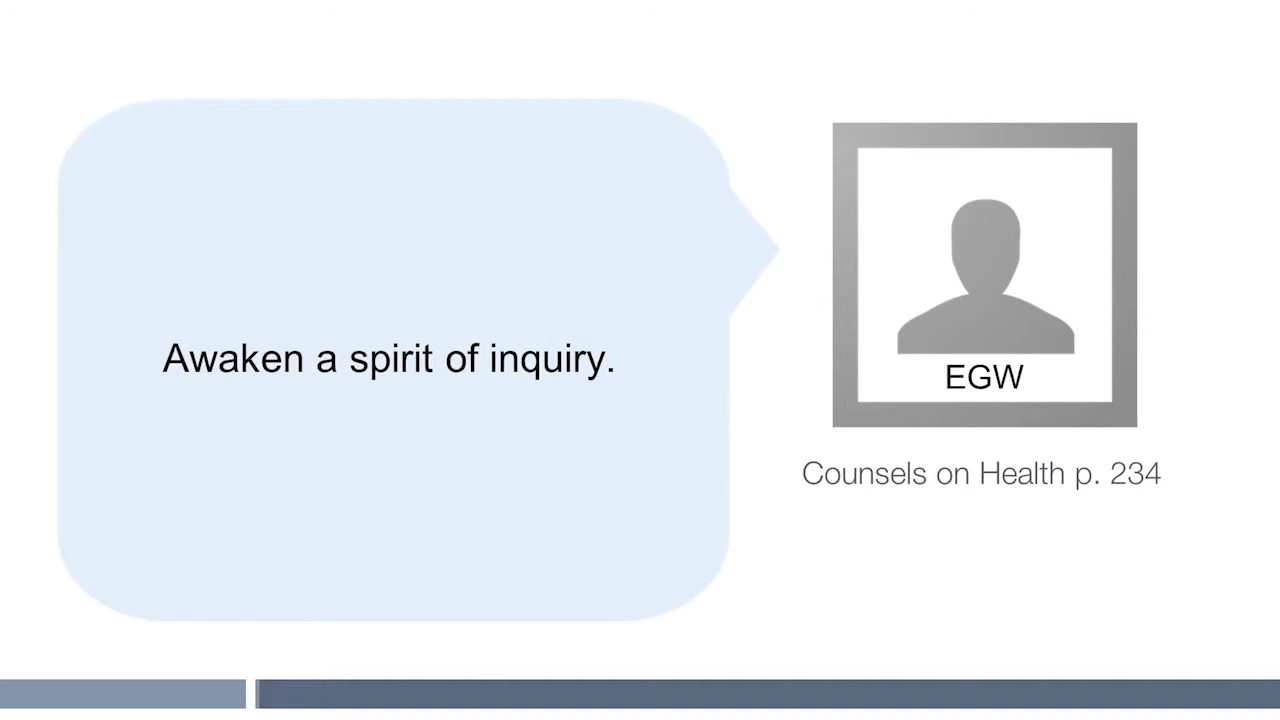 Awaken a spirit of inquiry.
EGW
Counsels on Health p. 234